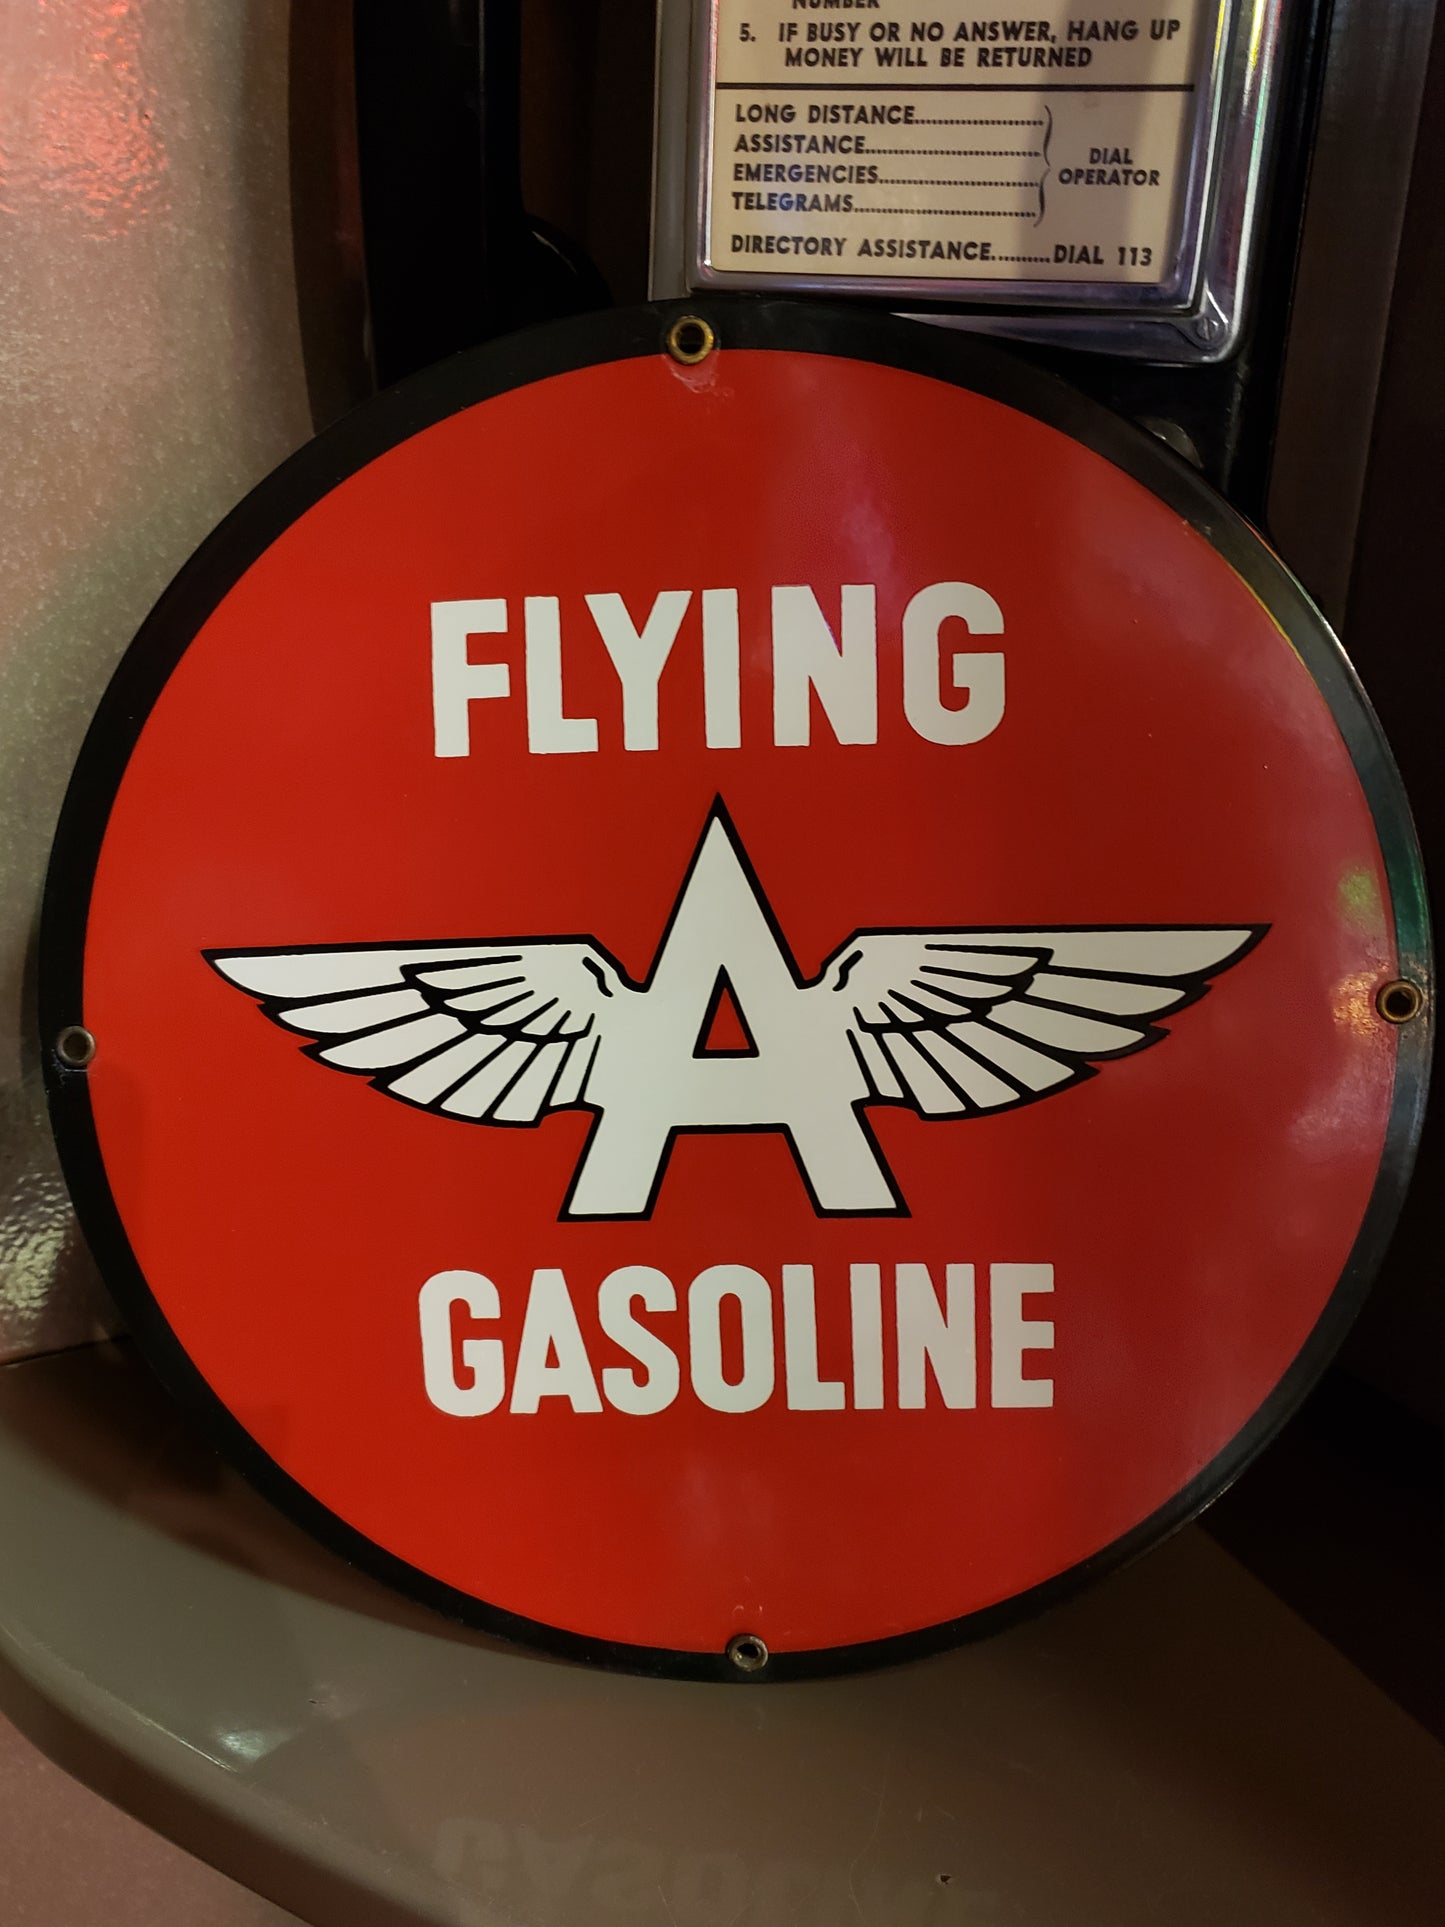 NUMBER
5. IF BUSY OR NO ANSWER, HANG UP
MONEY WILL BE RETURNED
LONG DISTANCE
ASSISTANCE
EMERGENCIES
TELEGRAMS
DIAL
OPERATOR
DIRECTORY ASSISTANCE..........DIAL 113
FLYING
A
GASOLINE